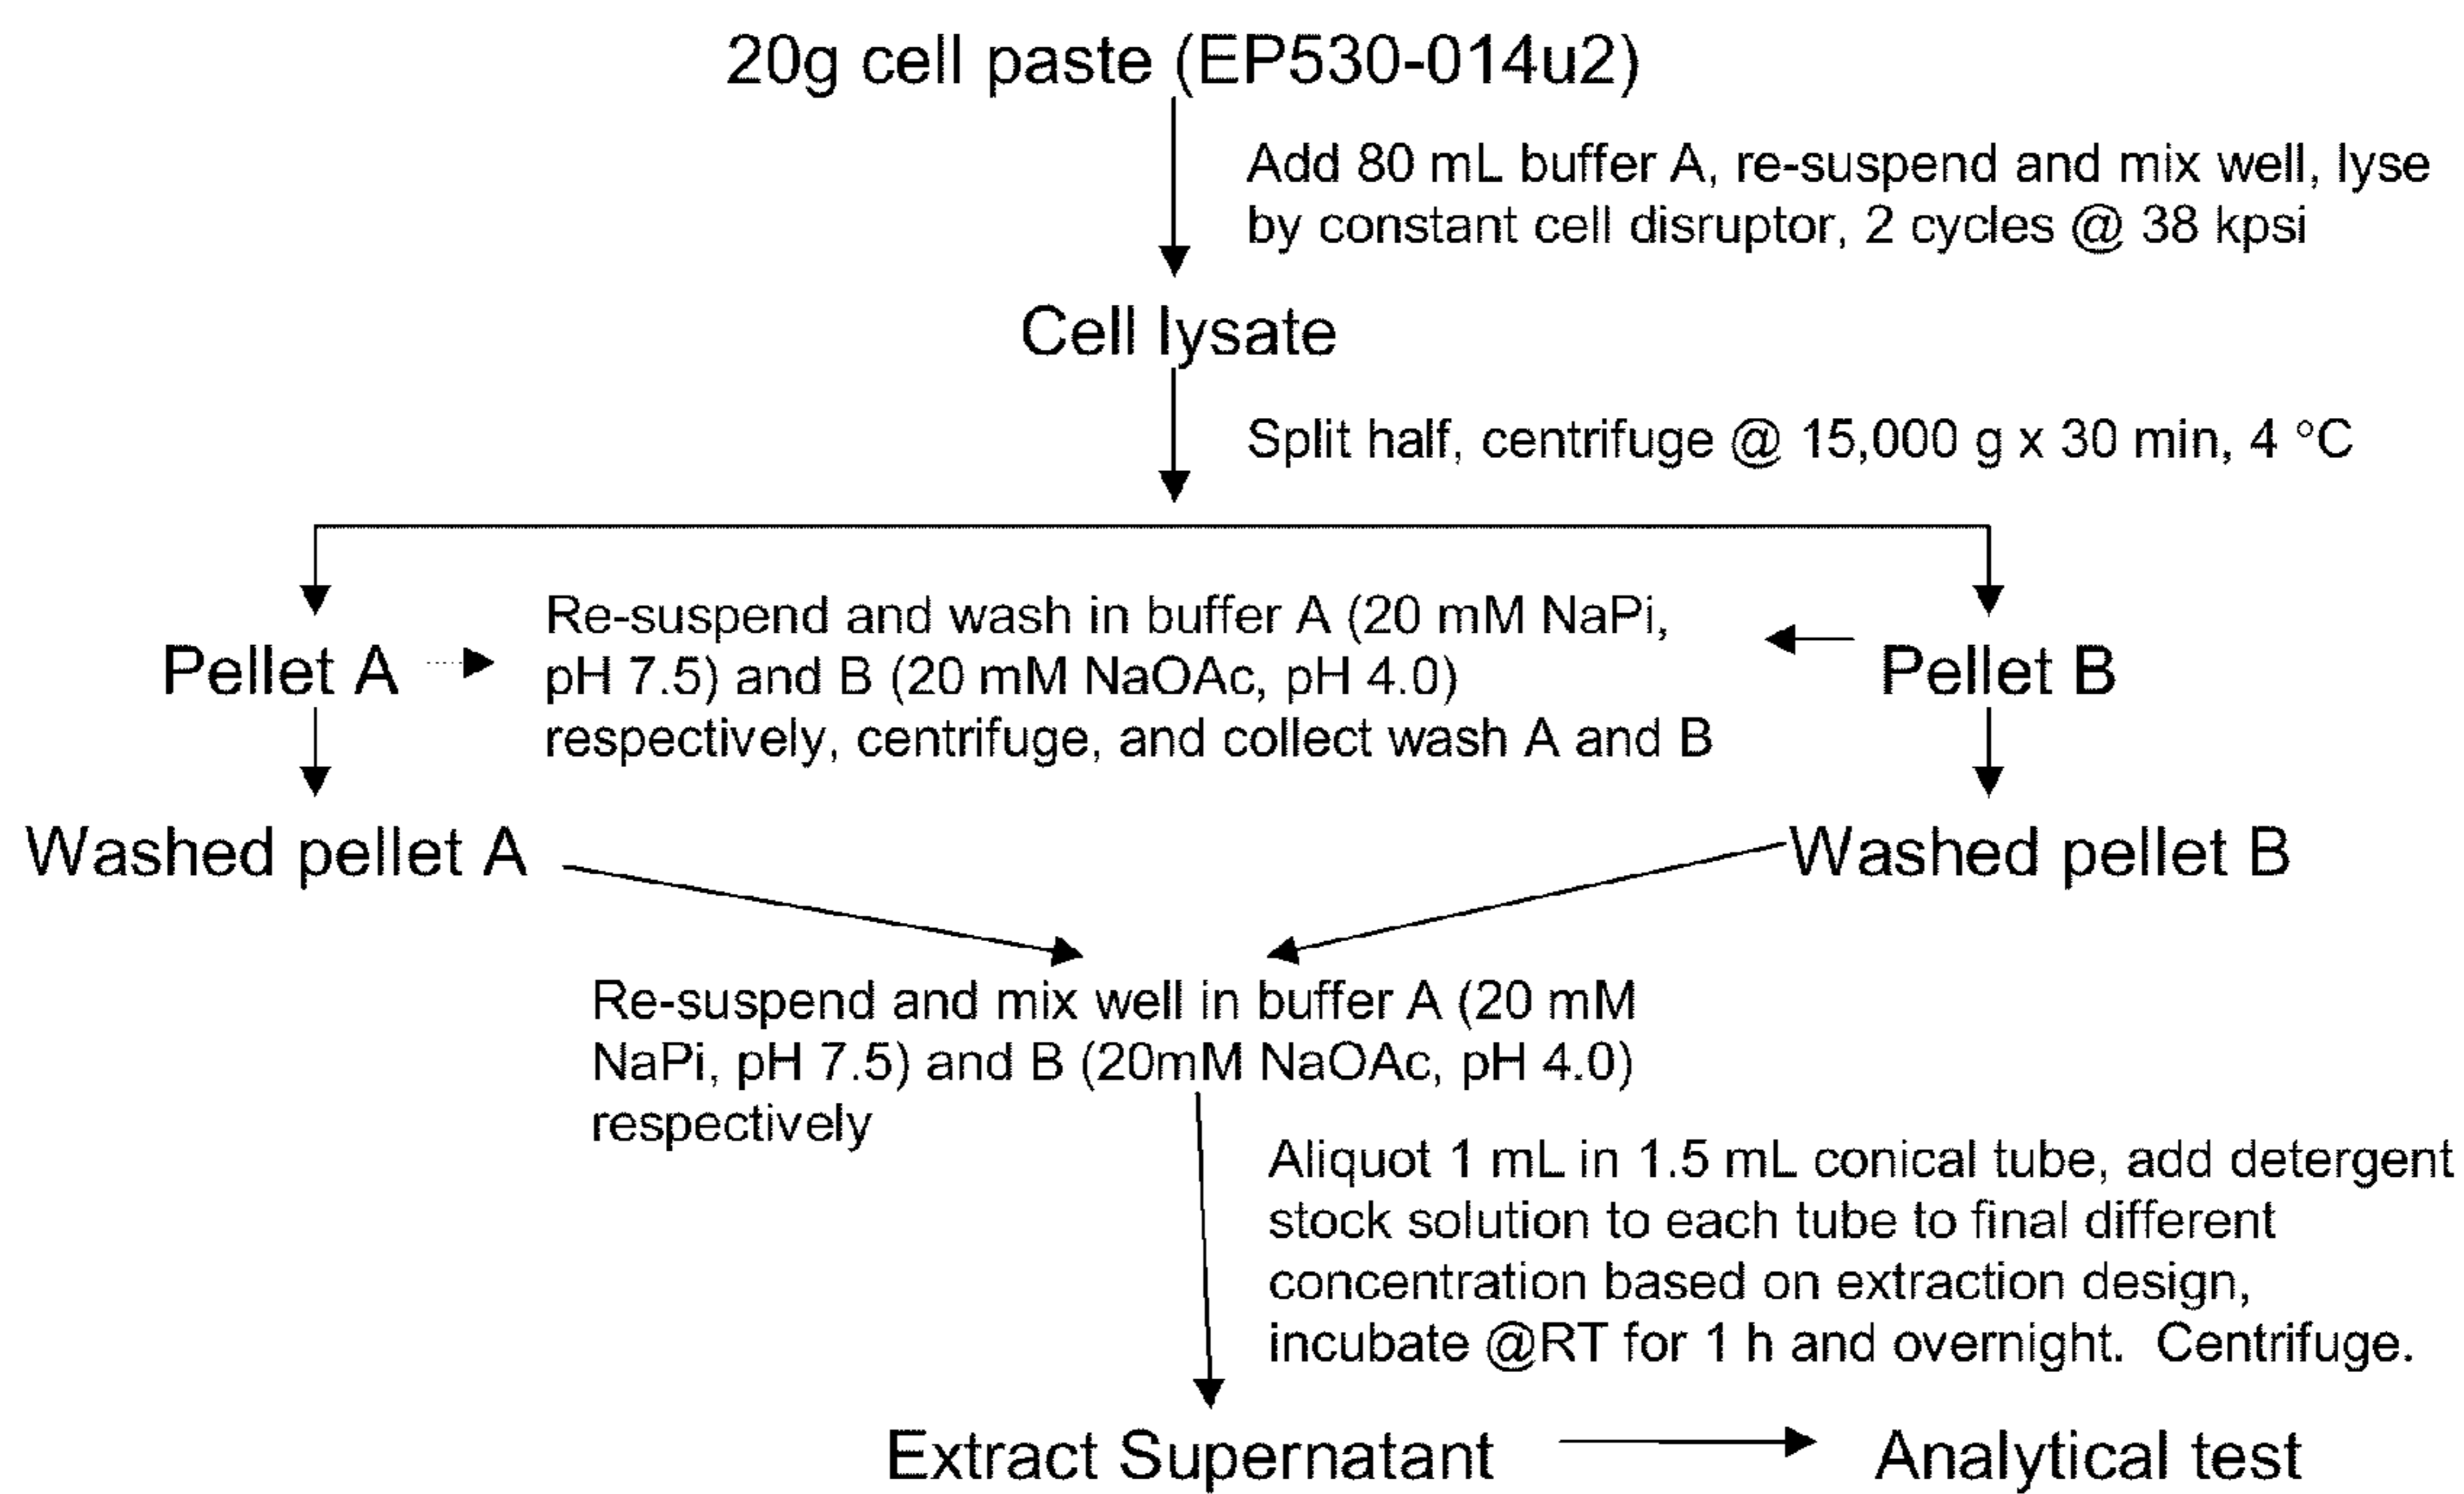 20g cell paste (EP530-014u2)
Add 80 mL buffer A, re-suspend and mix well, lyse
by constant cell disruptor, 2 cycles @ 38 kpsi
Cell lysate
Split half, centrifuge @ 15,000 g x 30 min, 4 °C
Pellet A
Re-suspend and wash in buffer A (20 mM NaPi,
pH 7.5) and B (20 mM NaOAc, pH 4.0)
respectively, centrifuge, and collect wash A and B
Pellet B
Washed pellet A
Washed pellet B
Re-suspend and mix well in buffer A (20 mM
NaPi, pH 7.5) and B (20mM NaOAc, pH 4.0)
respectively
Aliquot 1 mL in 1.5 mL conical tube, add detergent
stock solution to each tube to final different
concentration based on extraction design,
incubate @RT for 1 h and overnight. Centrifuge.
Extract Supernatant
Analytical test